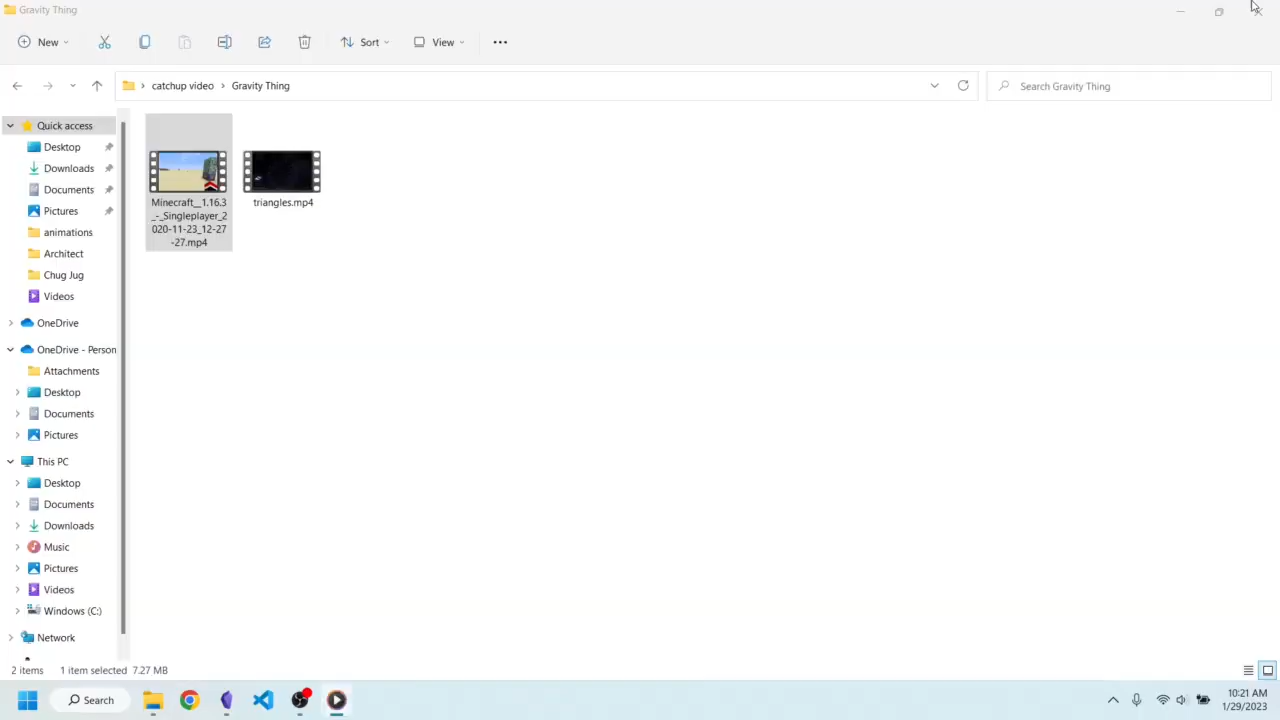 Gravity Thing
New
Sort
View
catchup video
Gravity Thing
Search Gravity Thing
Quick access
Desktop
Downloads
Documents
Pictures
animations
Architect
Chug Jug
Videos
OneDrive
OneDrive - Person
Attachments
Desktop
Documents
Pictures
This PC
Desktop
Documents
Downloads
Music
Pictures
Videos
Windows (C:)
Network
Minecraft__1.16.3
_-_Singleplayer_2
020-11-23_12-27
-27.mp4
triangles.mp4
2 items 1 item selected 7.27 MB
Search
10:21 AM
1/29/2023